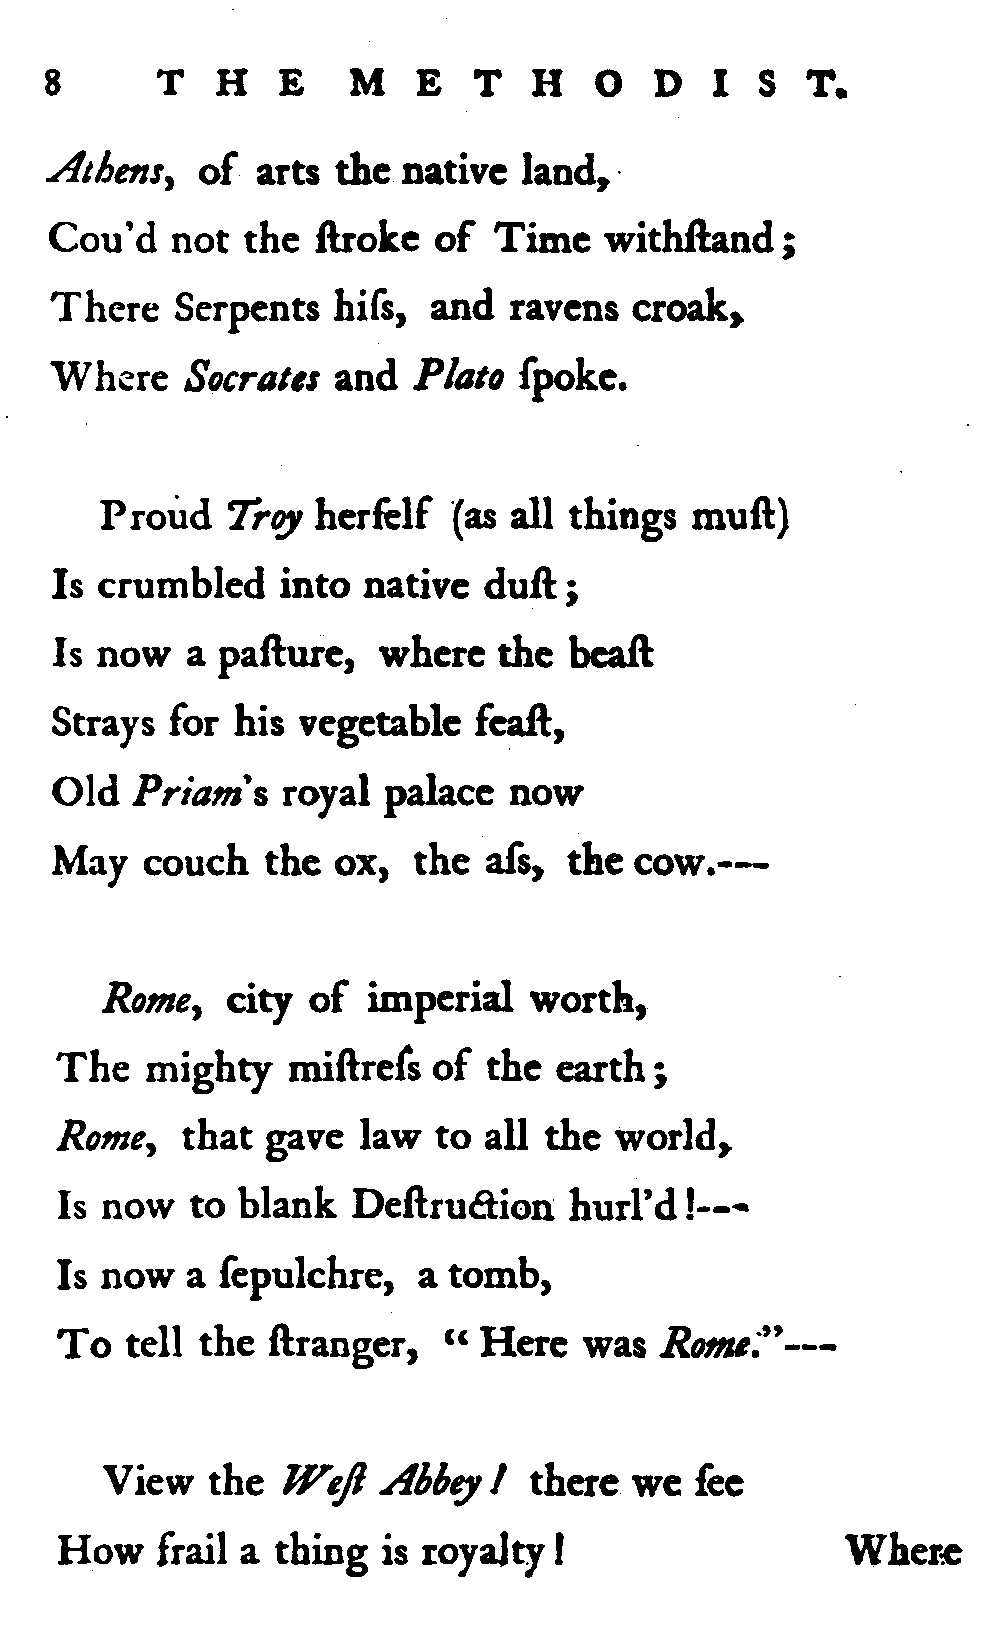 8 THE METHODIST.
Athens, of arts the native land,
Cou'd not the ſtroke of Time withſtand;
There Serpents hiſs, and ravens croak,
Where Socrates and Plato ſpoke.
Proud Troy herſelf (as all things muſt)
Is crumbled into native duſt;
Is now a paſture, where the beaſt
Strays for his vegetable feaſt,
Old Priam's royal palace now
May couch the ox, the aſs, the cow.---
Rome, city of imperial worth,
The mighty miſtreſs of the earth;
Rome, that gave law to all the world,
Is now to blank Deſtruction hurl'd!---
Is now a ſepulchre, a tomb,
To tell the ſtranger, “Here was Rome.”---
View the Weſt Abbey! there we ſee
How frail a thing is royalty! Where